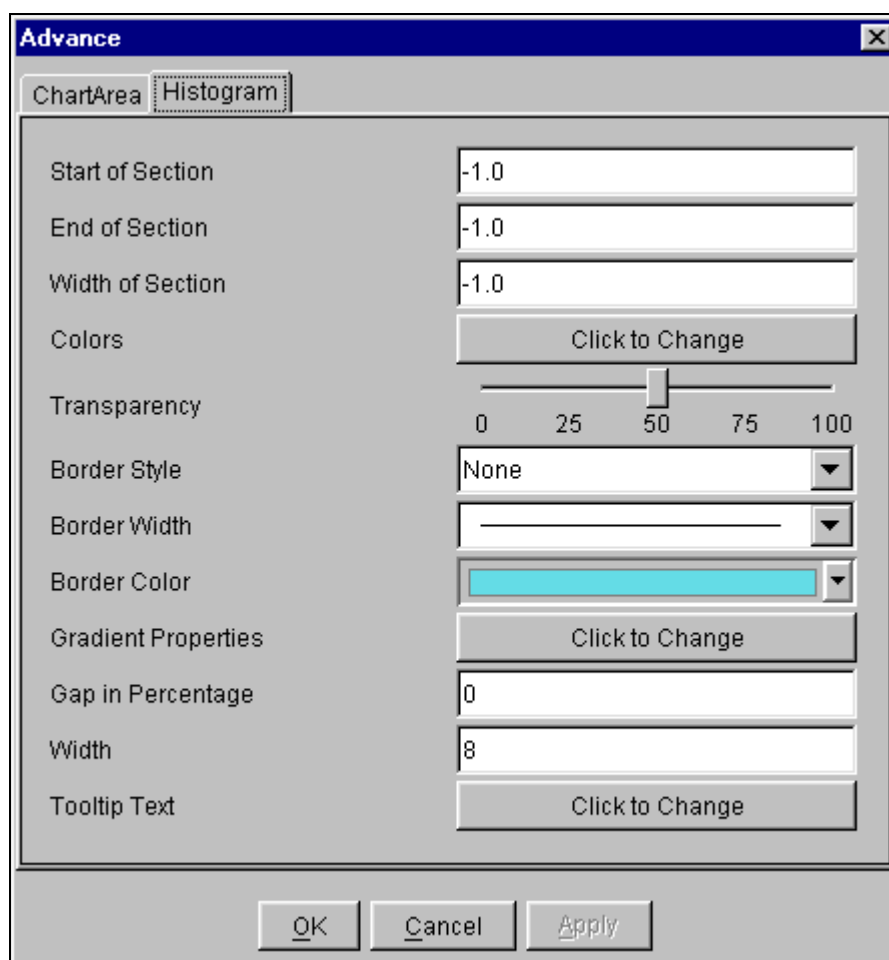 Advance
ChartArea Histogram
Start of Section -1.0
End of Section -1.0
Width of Section -1.0
Colors Click to Change
Transparency
0 25 50 75 100
Border Style None
Border Width
Border Color
Gradient Properties Click to Change
Gap in Percentage 0
Width 8
Tooltip Text Click to Change
OK Cancel Apply